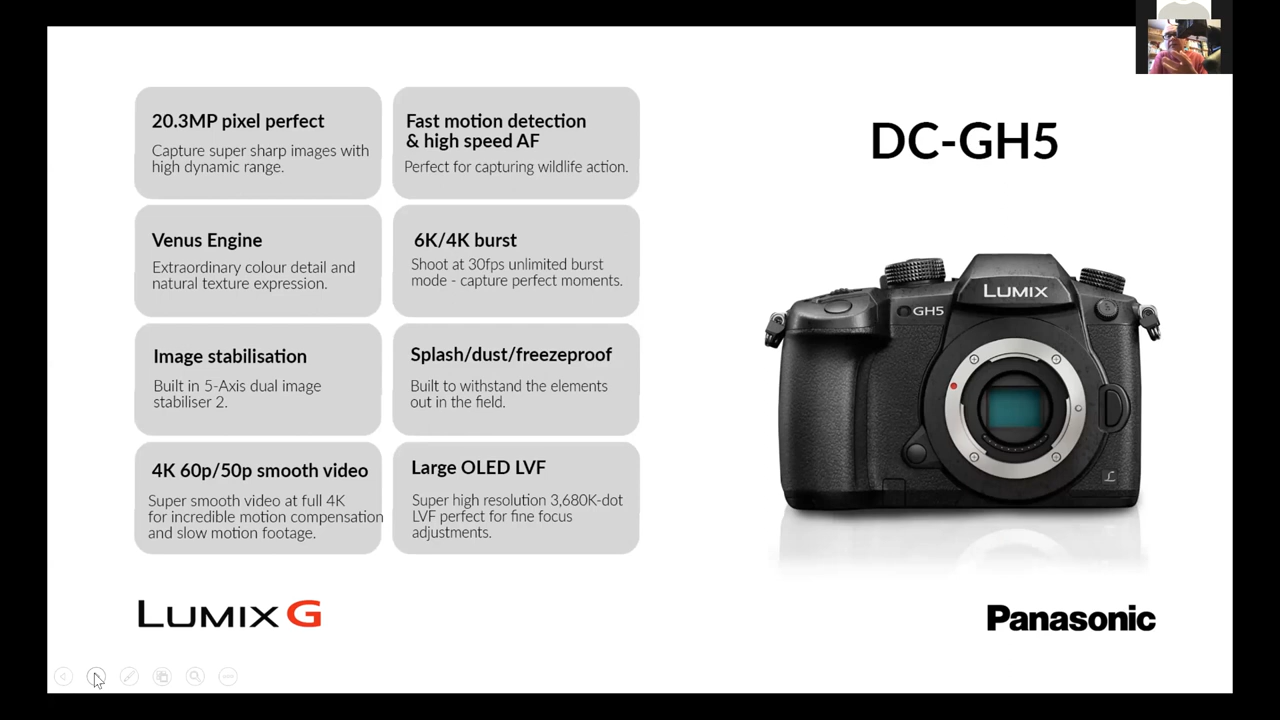 20.3MP pixel perfect
Capture super sharp images with
high dynamic range.
Fast motion detection
& high speed AF
Perfect for capturing wildlife action.
Venus Engine
Extraordinary colour detail and
natural texture expression.
6K/4K burst
Shoot at 30fps unlimited burst
mode - capture perfect moments.
Image stabilisation
Built in 5-Axis dual image
stabiliser 2.
Splash/dust/freezeproof
Built to withstand the elements
out in the field.
4K 60p/50p smooth video
Super smooth video at full 4K
for incredible motion compensation
and slow motion footage.
Large OLED LVF
Super high resolution 3,680K-dot
LVF perfect for fine focus
adjustments.
DC-GH5
LUMIX
GH5
L
LUMIX G
Panasonic